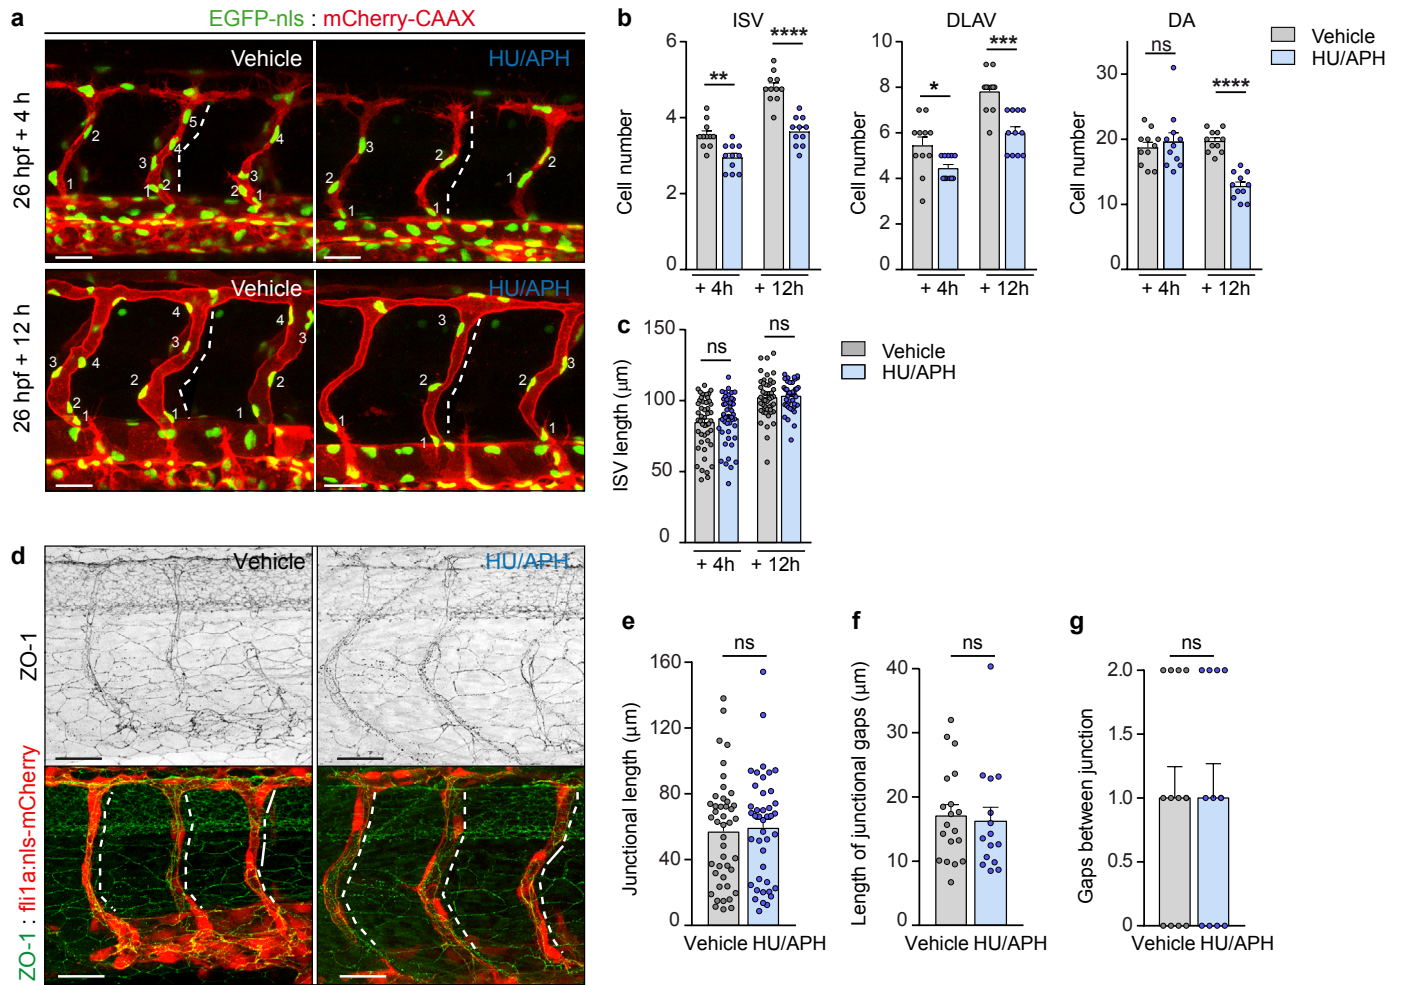 a
EGFP-nls : mCherry-CAAX
26 hpf + 4 h
Vehicle
HU/APH
1 2 1 2 3 4 5 1 2 3 4
1 3 1 2 1 2
26 hpf + 12 h
Vehicle
HU/APH
1 2 3 4 1 2 3 4 1 2 3 4
1 1 2 3 1 2 3
b
ISV
Cell number
6
4
2
0
**
****
+ 4h
+ 12h
DLAV
Cell number
10
8
6
4
2
0
*
***
+ 4h
+ 12h
DA
Cell number
30
20
10
0
ns
****
+ 4h
+ 12h
Vehicle
HU/APH
c
ISV length (μm)
150
100
50
0
ns
ns
+ 4h
+ 12h
Vehicle
HU/APH
d
ZO-1
Vehicle
HU/APH
ZO-1 : fli1a:nls-mCherry
e
Junctional length (μm)
160
120
80
40
0
ns
Vehicle HU/APH
f
Length of junctional gaps (μm)
40
30
20
10
0
ns
Vehicle HU/APH
g
Gaps between junction
2.0
1.0
0.5
0
ns
Vehicle HU/APH